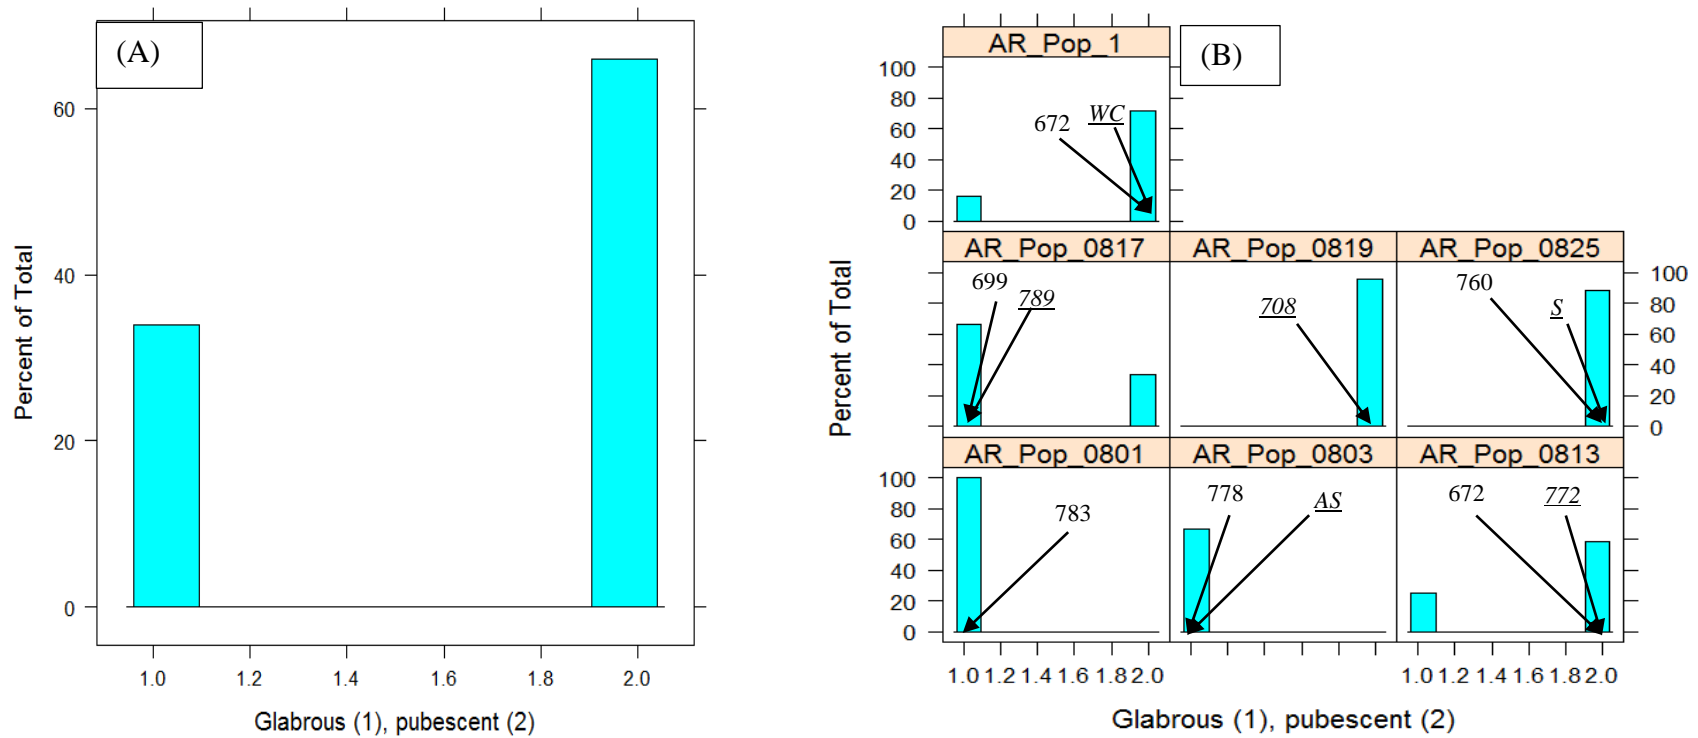 (A)
60
40
20
0
Percent of Total
1.0 1.2 1.4 1.6 1.8 2.0
Glabrous (1), pubescent (2)
(B)
AR_Pop_1
100
80
60
40
20
0
672 WC
AR_Pop_0817 AR_Pop_0819 AR_Pop_0825
699 789
708
760 S
100
80
60
40
20
0
Percent of Total
AR_Pop_0801 AR_Pop_0803 AR_Pop_0813
100
80
60
40
20
0
783
778 AS
672 772
1.0 1.2 1.4 1.6 1.8 2.0 1.0 1.2 1.4 1.6 1.8 2.0
Glabrous (1), pubescent (2)